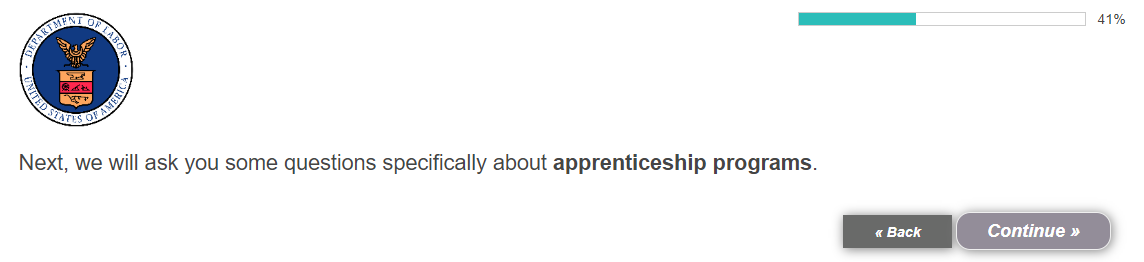 41%
DEPARTMENT OF LABOR
UNITED STATES OF AMERICA
Next, we will ask you some questions specifically about apprenticeship programs.
« Back
Continue »